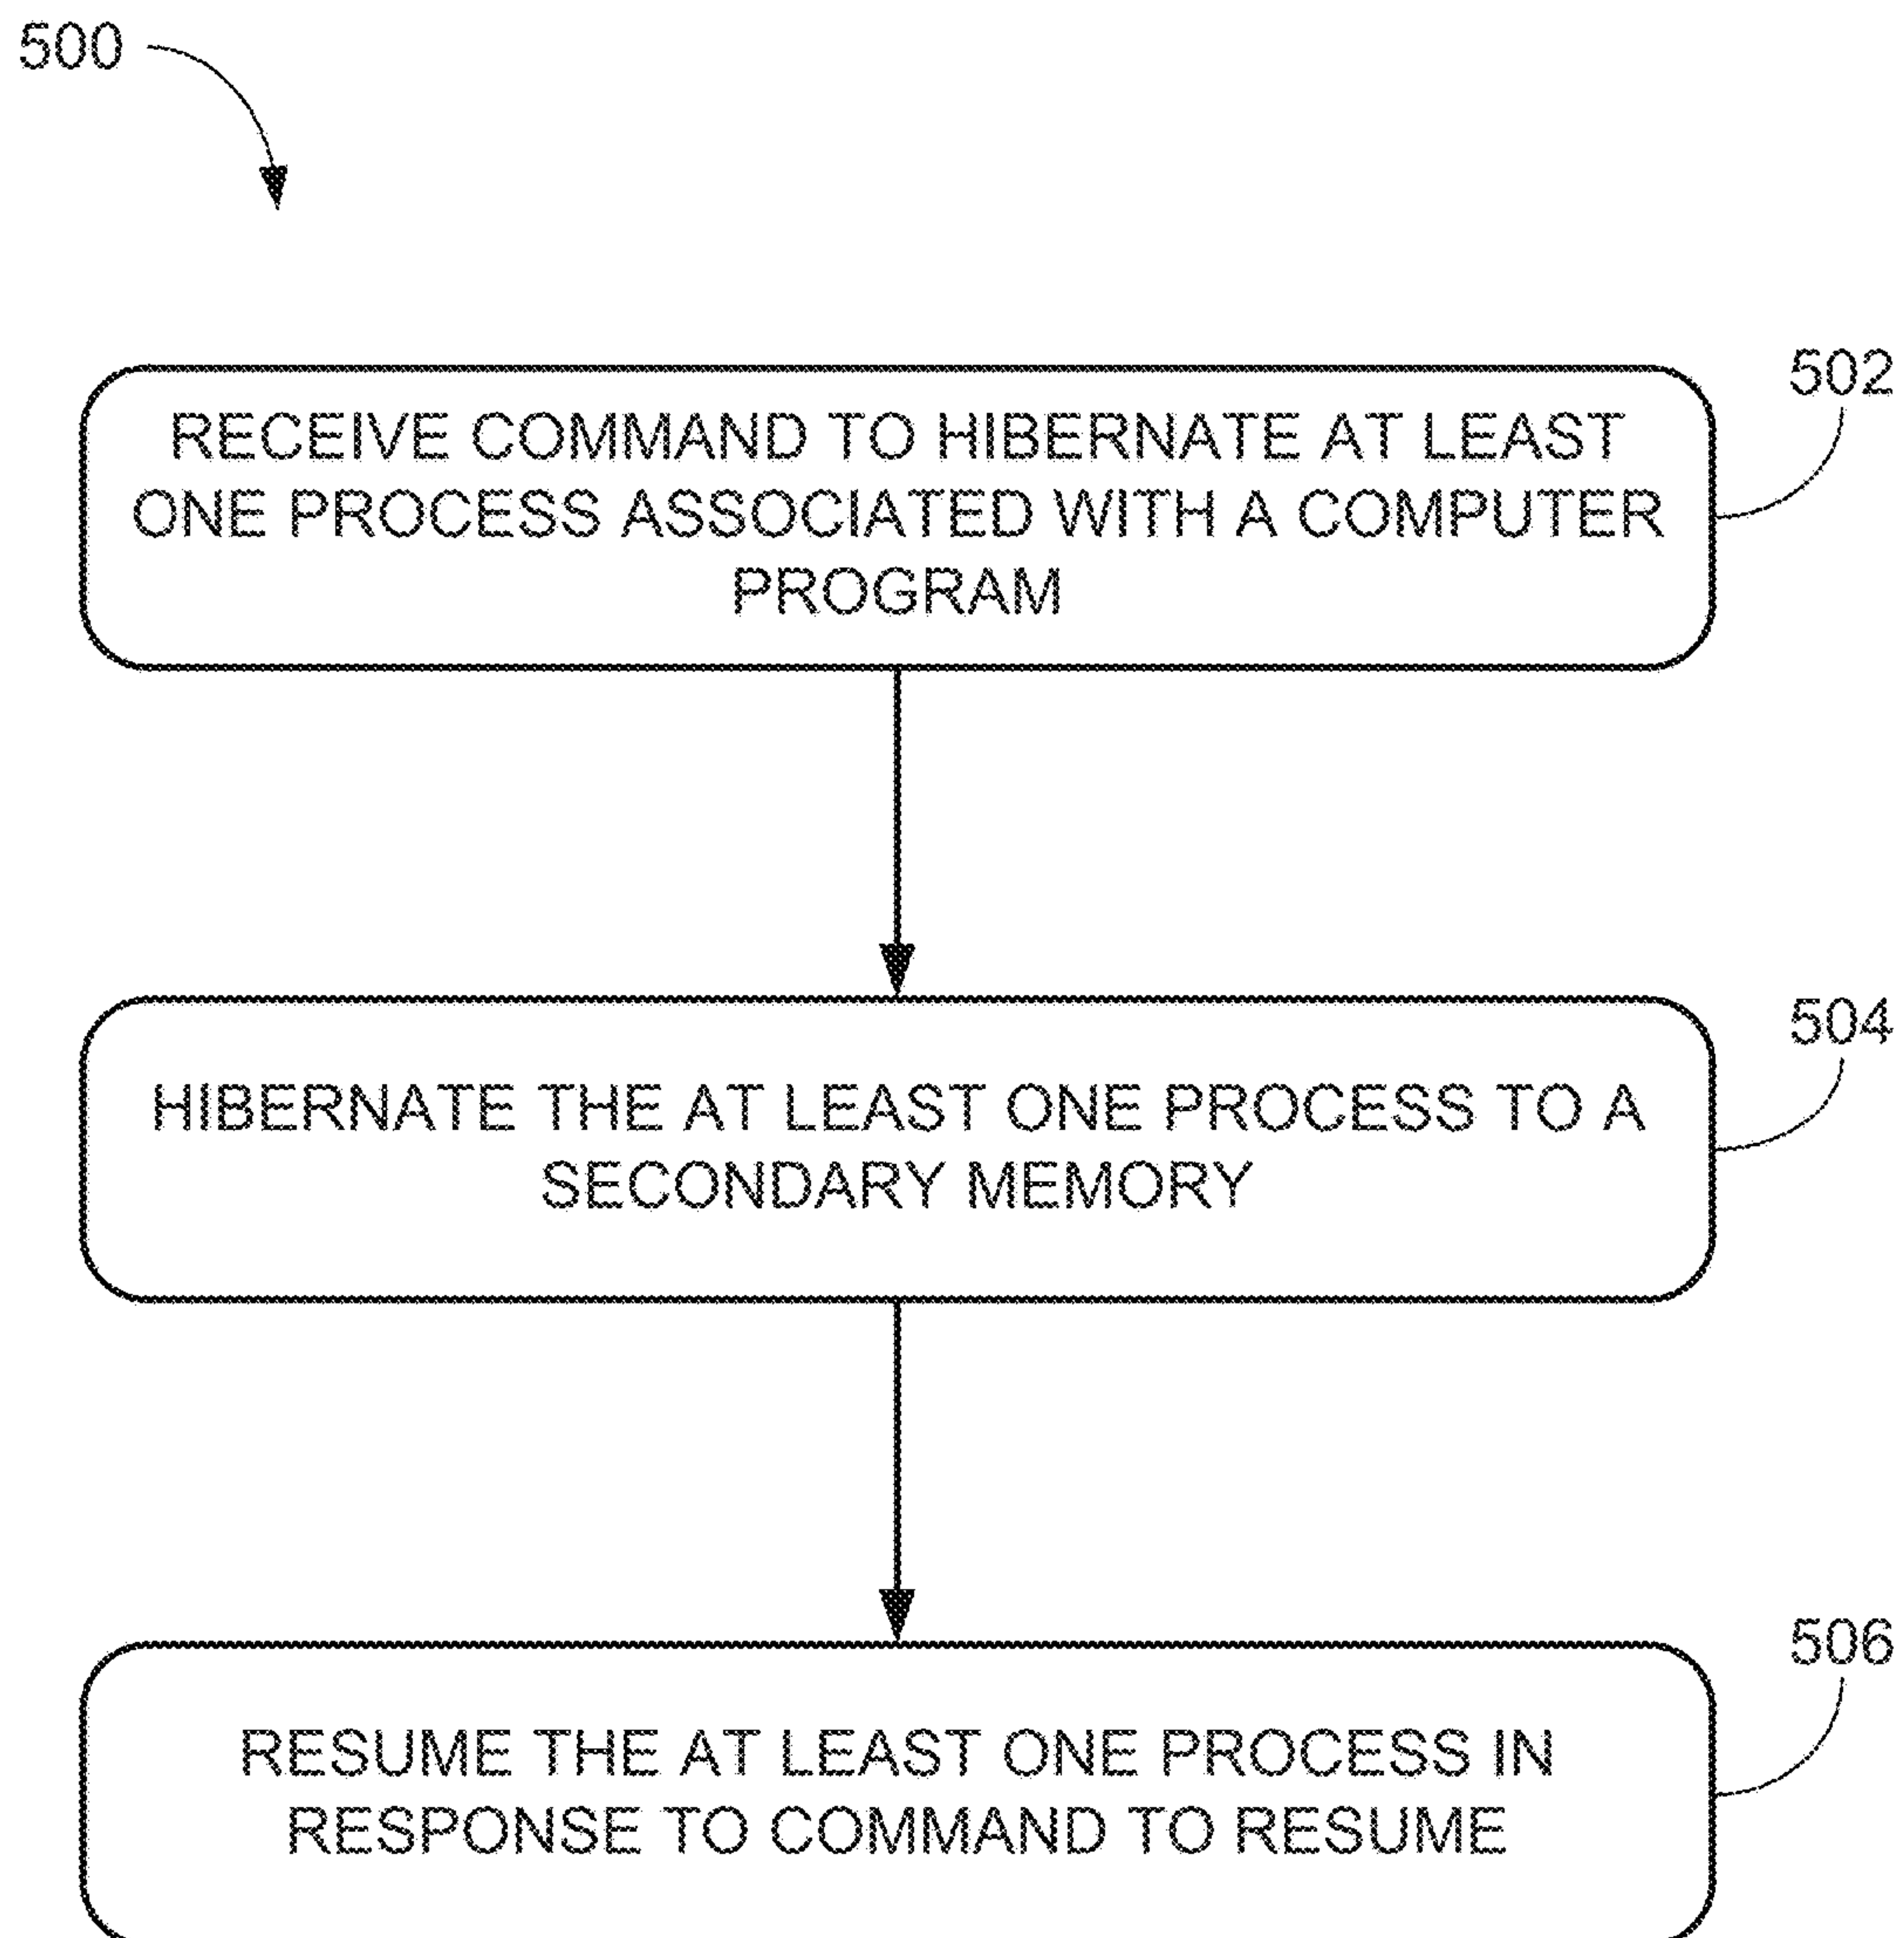 500
502
RECEIVE COMMAND TO HIBERNATE AT LEAST
ONE PROCESS ASSOCIATED WITH A COMPUTER
PROGRAM
504
HIBERNATE THE AT LEAST ONE PROCESS TO A
SECONDARY MEMORY
506
RESUME THE AT LEAST ONE PROCESS IN
RESPONSE TO COMMAND TO RESUME